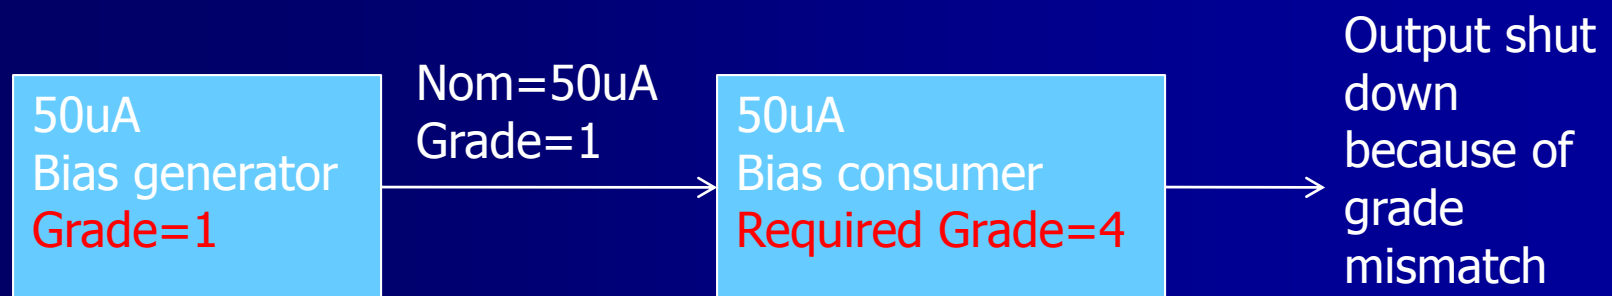 50uA
Bias generator
Grade=1
Nom=50uA
Grade=1
50uA
Bias consumer
Required Grade=4
Output shut
down
because of
grade
mismatch